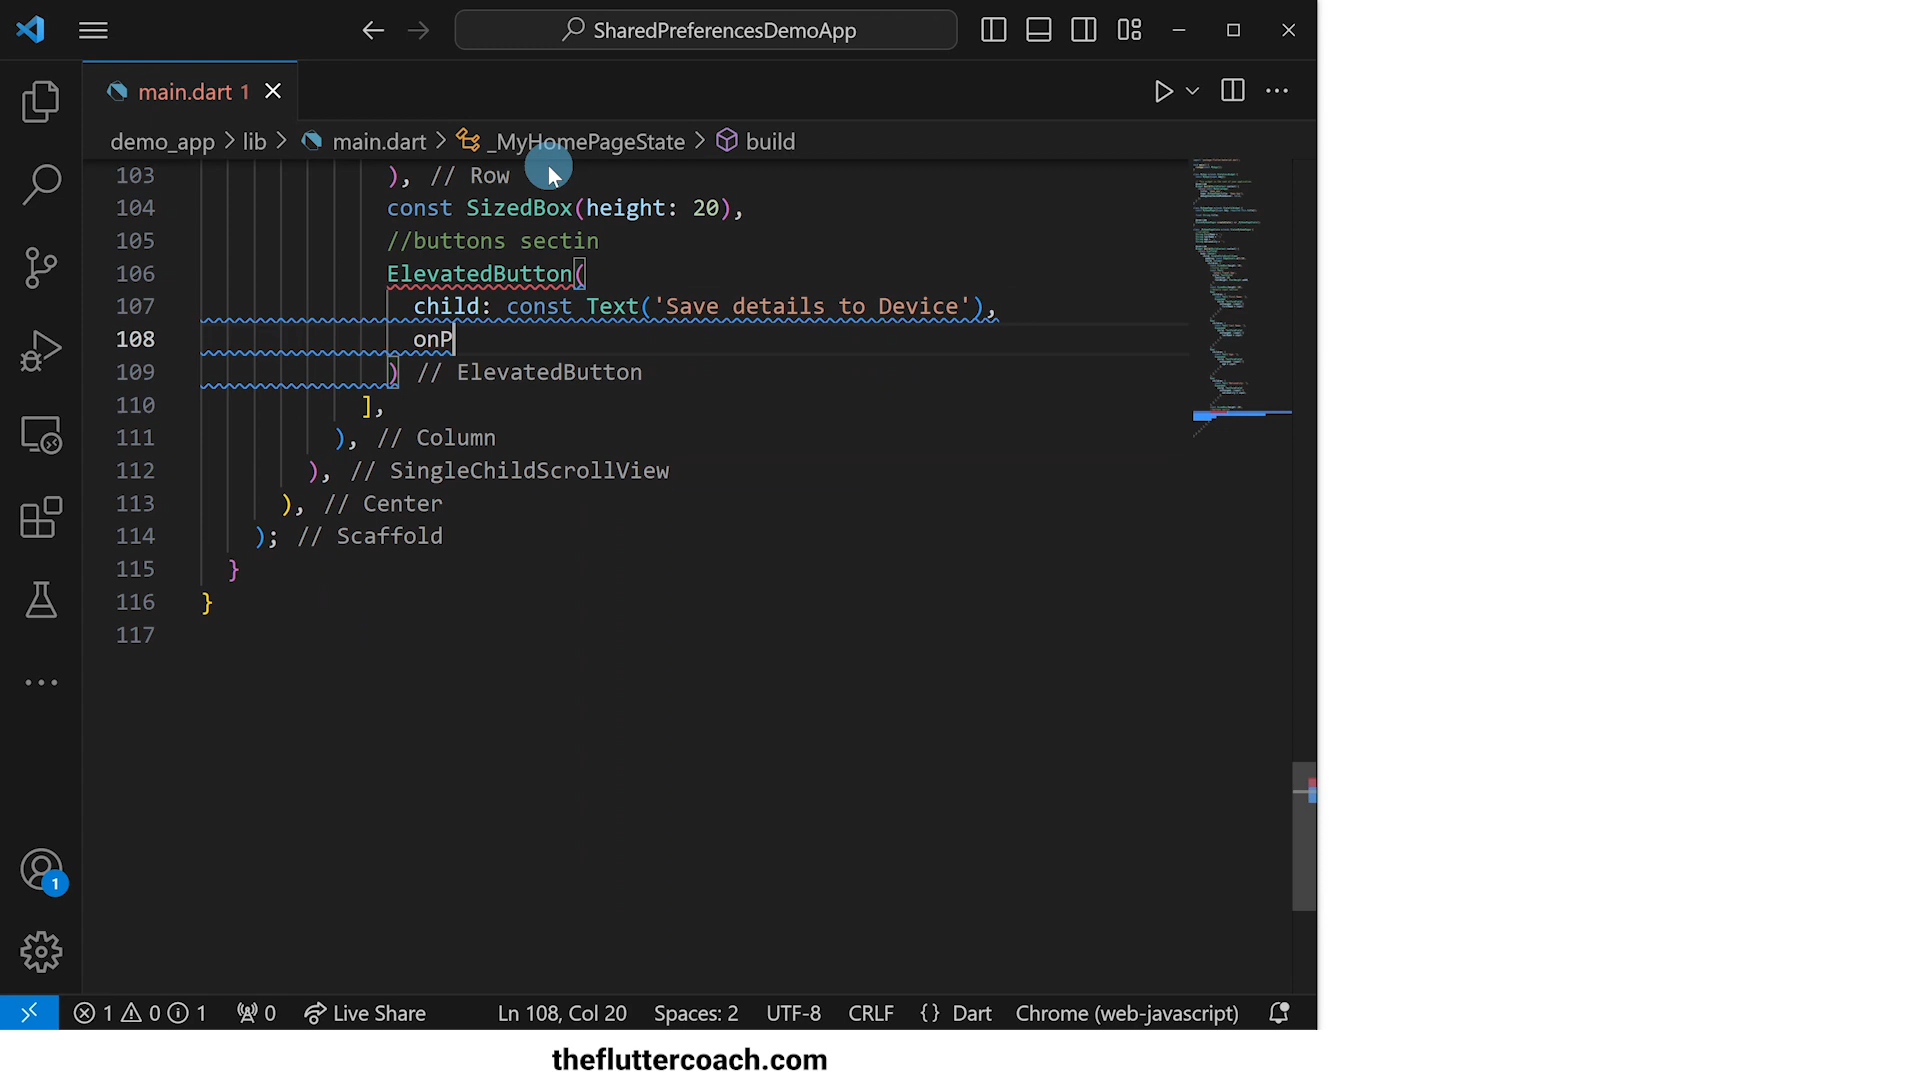 SharedPreferencesDemoApp
main.dart 1
demo_app > lib > main.dart > _MyHomePageState > build
103 ), // Row
104 const SizedBox(height: 20),
105 //buttons sectin
106 ElevatedButton(
107 child: const Text('Save details to Device'),
108 onP
109 ) // ElevatedButton
110 ],
111 ), // Column
112 ), // SingleChildScrollView
113 ), // Center
114 ); // Scaffold
115 }
116 }
117
1
1 0 1 0 Live Share Ln 108, Col 20 Spaces: 2 UTF-8 CRLF {} Dart Chrome (web-javascript)
thefluttercoach.com